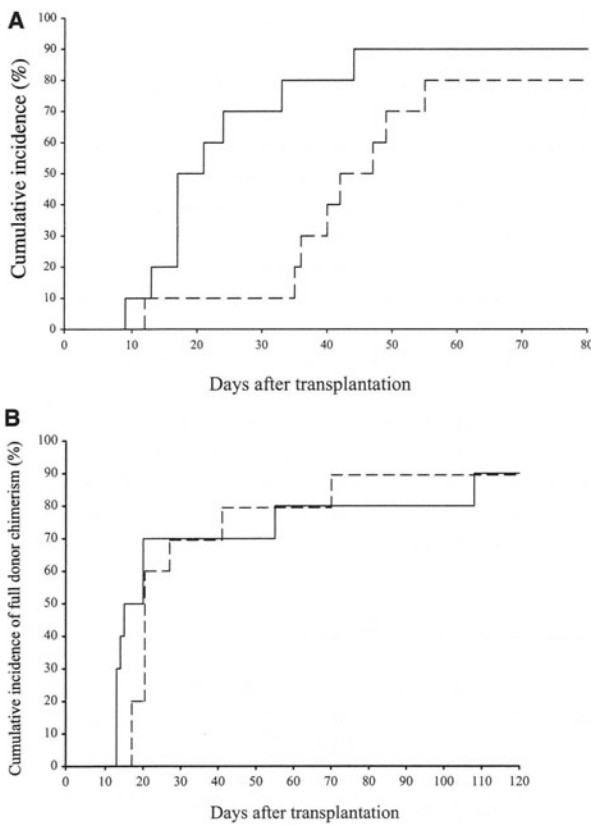 A
Cumulative incidence (%)
100
90
80
70
60
50
40
30
20
10
0
0 10 20 30 40 50 60 70 80
Days after transplantation
B
Cumulative incidence of full donor chimerism (%)
100
90
80
70
60
50
40
30
20
10
0
0 10 20 30 40 50 60 70 80 90 100 110 120
Days after transplantation